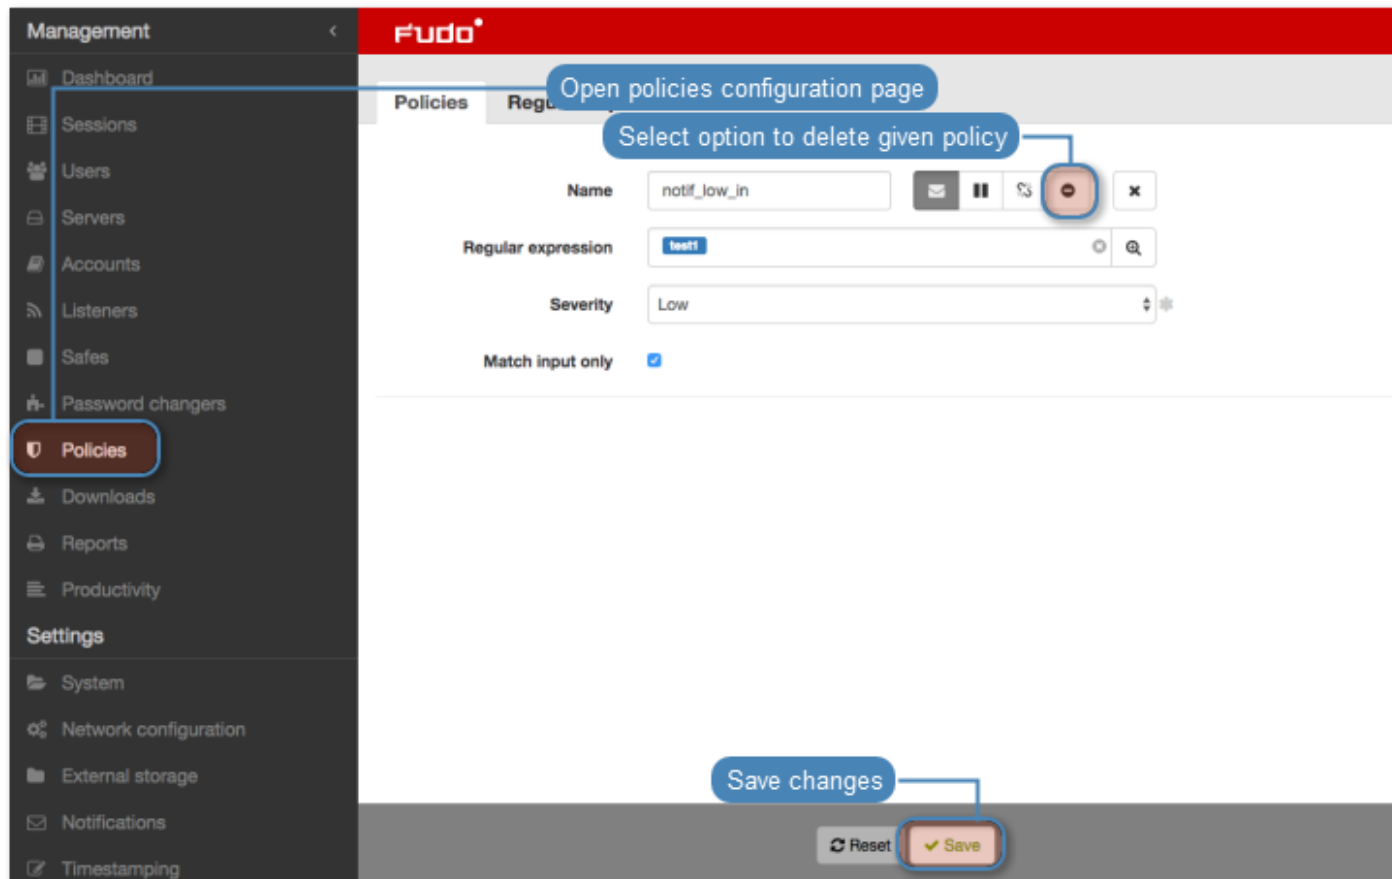 Management
Fudo
Dashboard
Open policies configuration page
Policies
Regu
Sessions
Select option to delete given policy
Users
Name
notif_low_in
Servers
Regular expression
test1
Accounts
Listeners
Severity
Low
Safes
Match input only
Password changers
Policies
Downloads
Reports
Productivity
Settings
System
Network configuration
External storage
Save changes
Notifications
Reset
Save
Timestamping